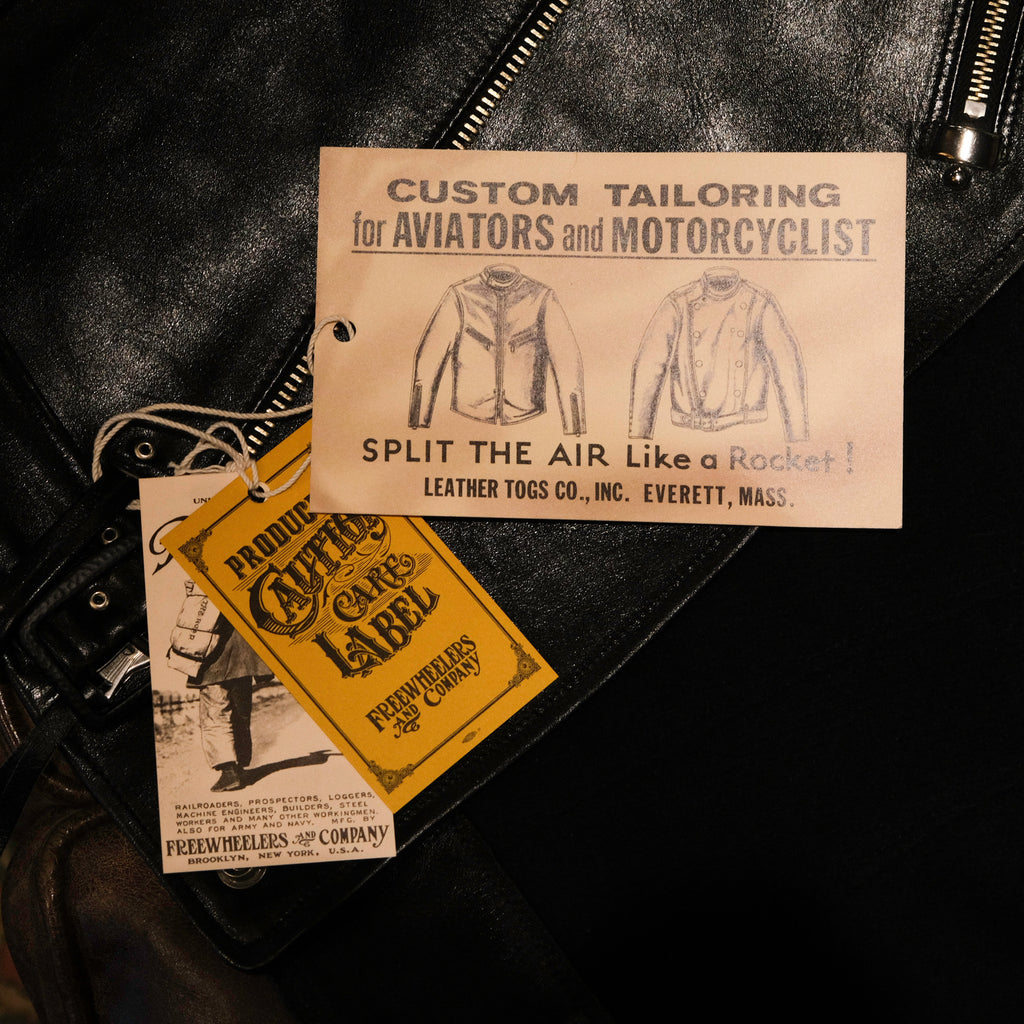 CUSTOM TAILORING
for AVIATORS and MOTORCYCLIST
SPLIT THE AIR Like a Rocket!
LEATHER TOGS CO., INC. EVERETT, MASS.
CAUTION
CARE
LABEL
FREEWHEELERS
AND COMPANY
RAILROADERS, PROSPECTORS, LOGGERS,
MACHINE ENGINEERS, BUILDERS, STEEL
WORKERS AND MANY OTHER WORKINGMEN.
ALSO FOR ARMY AND NAVY. MFG. BY
FREEWHEELERS AND COMPANY
BROOKLYN, NEW YORK, U.S.A.